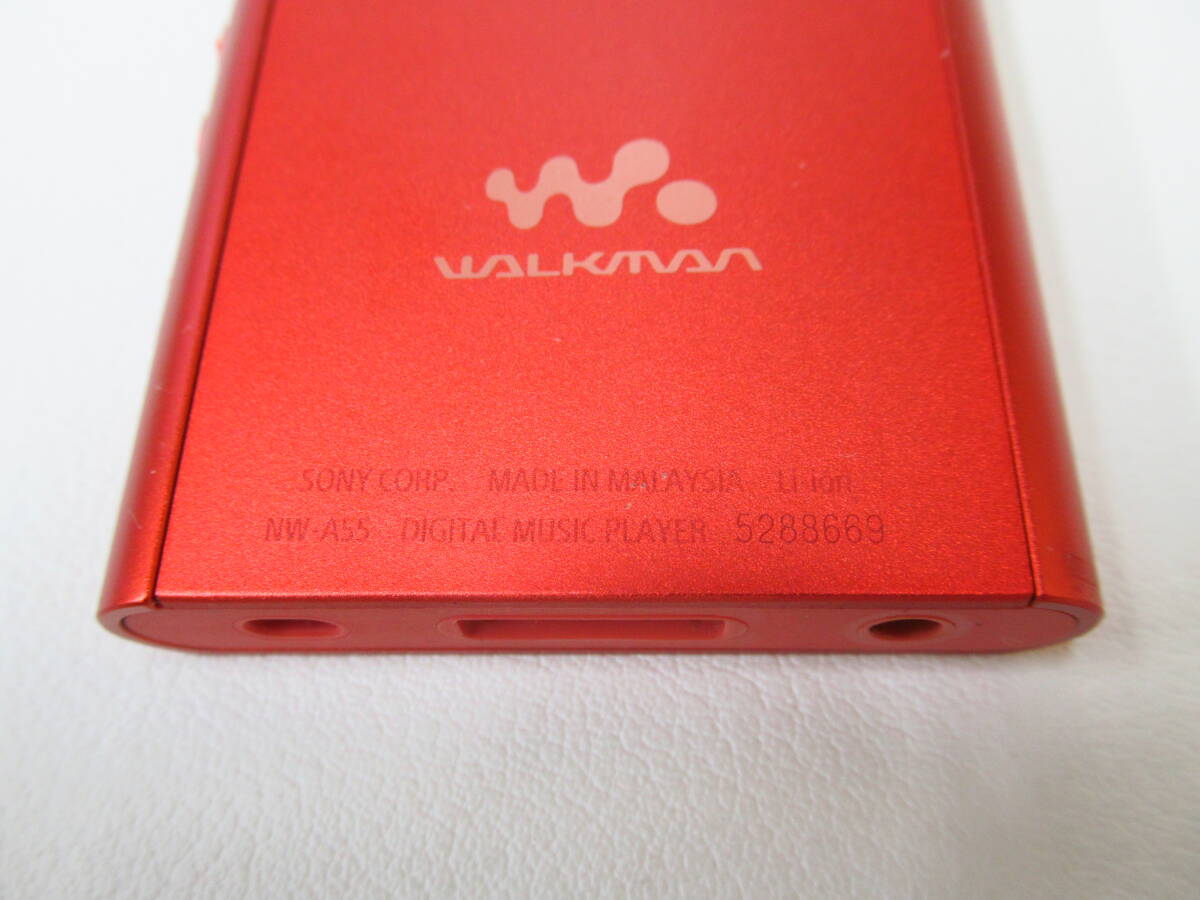 WALKMAN
SONY CORP. MADE IN MALAYSIA Li-ion
NW-A55 DIGITAL MUSIC PLAYER 5288669